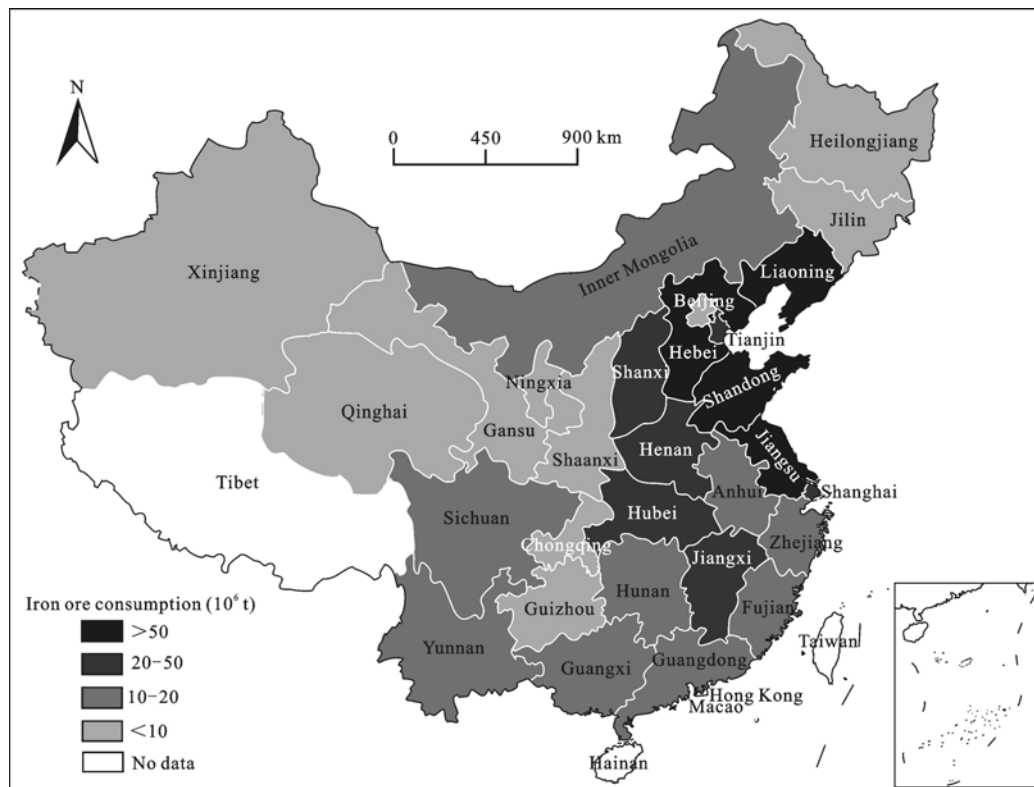 N
0 450 900 km
Heilongjiang
Jilin
Xinjiang
Inner Mongolia
Liaoning
Beijing
Tianjin
Hebei
Shanxi
Ningxia
Shandong
Qinghai
Gansu
Shaanxi
Henan
Jiangsu
Tibet
Anhui
Shanghai
Sichuan
Hubei
Chongqing
Zhejiang
Jiangxi
Hunan
Guizhou
Fujian
Yunnan
Guangxi
Guangdong
Taiwan
Hong Kong
Macao
Hainan
Iron ore consumption (10⁶ t)
>50
20-50
10-20
<10
No data